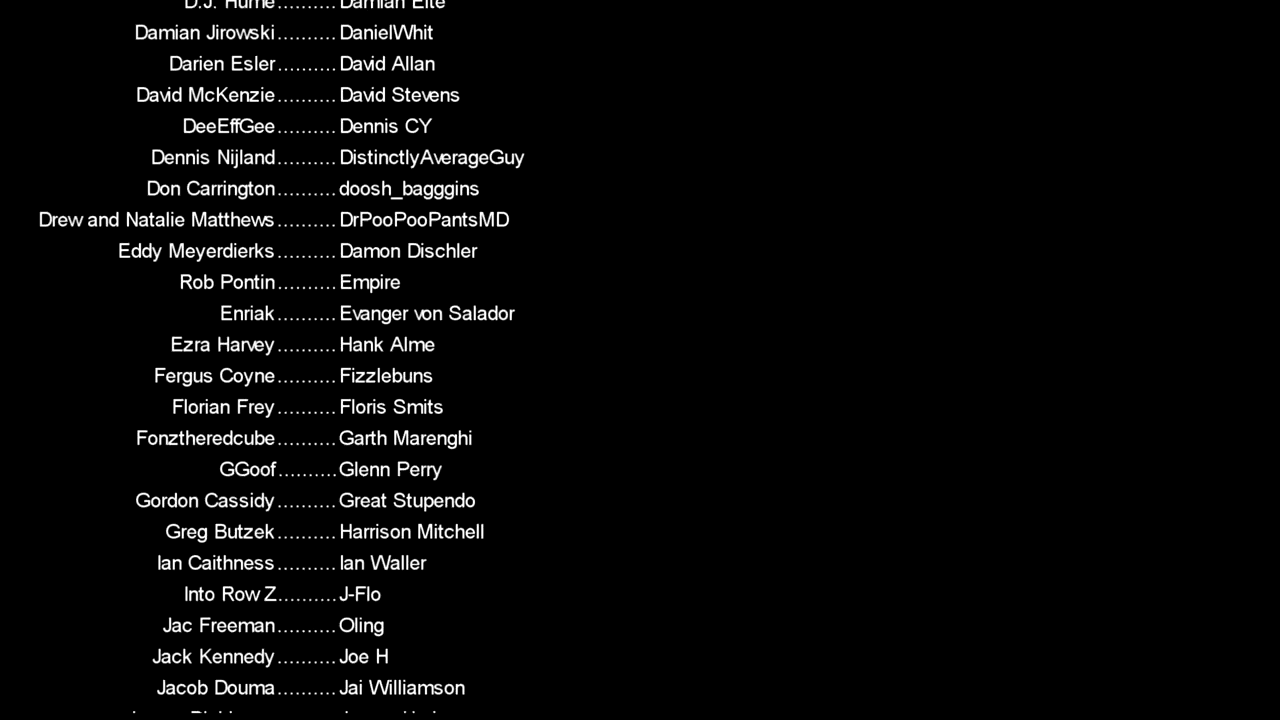 D.J. Hume..........Damian Elte
Damian Jirowski..........DanielWhit
Darien Esler..........David Allan
David McKenzie..........David Stevens
DeeEffGee..........Dennis CY
Dennis Nijland..........DistinctlyAverageGuy
Don Carrington..........doosh_bagggins
Drew and Natalie Matthews..........DrPooPooPantsMD
Eddy Meyerdierks..........Damon Dischler
Rob Pontin..........Empire
Enriak..........Evanger von Salador
Ezra Harvey..........Hank Alme
Fergus Coyne..........Fizzlebuns
Florian Frey..........Floris Smits
Fonztheredcube..........Garth Marenghi
GGoof..........Glenn Perry
Gordon Cassidy..........Great Stupendo
Greg Butzek..........Harrison Mitchell
Ian Caithness..........Ian Waller
Into Row Z..........J-Flo
Jac Freeman..........Oling
Jack Kennedy..........Joe H
Jacob Douma..........Jai Williamson